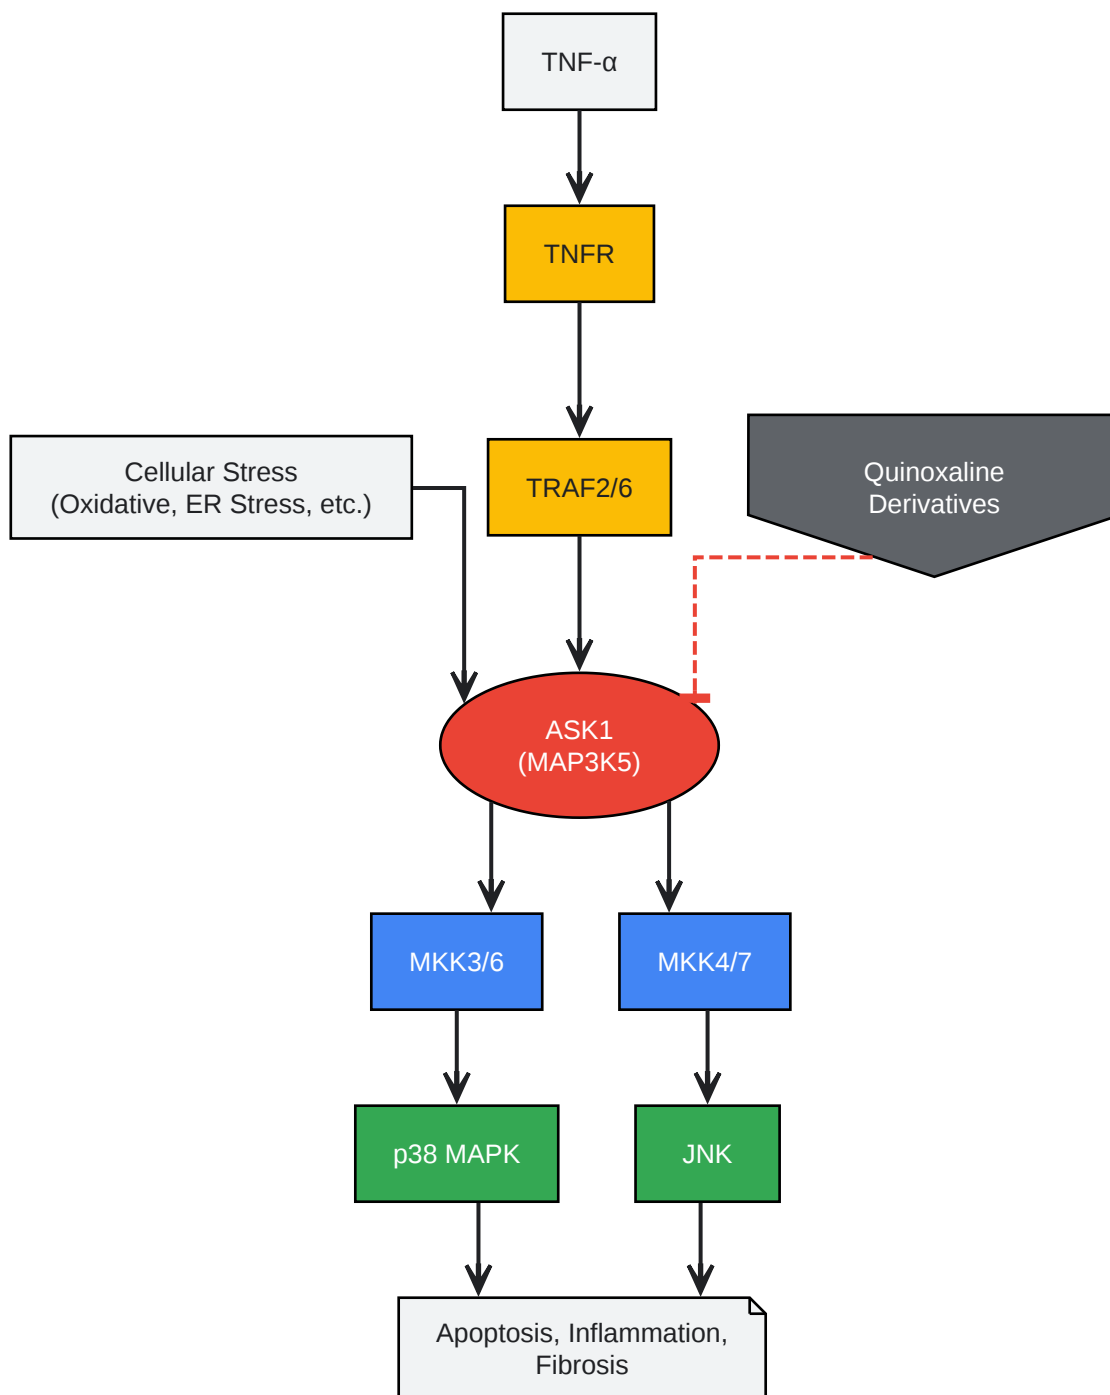 TNF-α
TNFR
Cellular Stress
(Oxidative, ER Stress, etc.)
TRAF2/6
Quinoxaline
Derivatives
ASK1
(MAP3K5)
MKK3/6
MKK4/7
p38 MAPK
JNK
Apoptosis, Inflammation,
Fibrosis